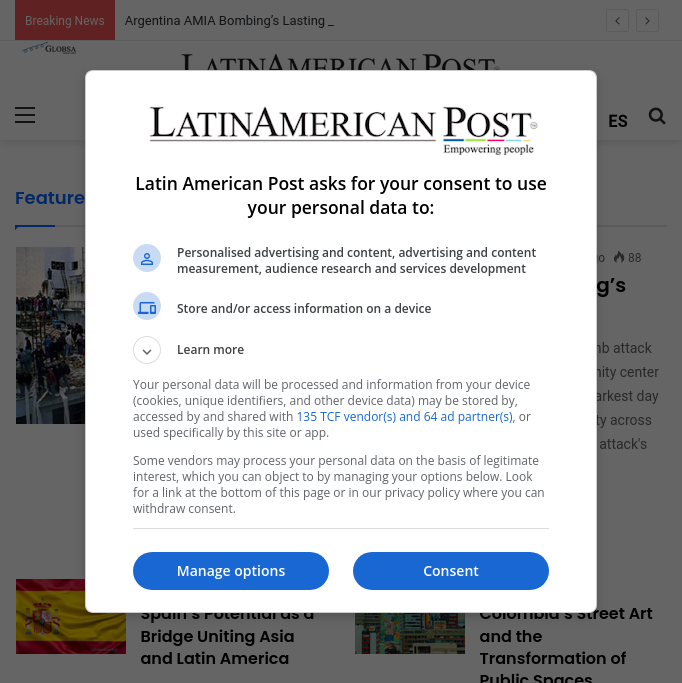 Breaking News
Argentina AMIA Bombing's Lasting _
GLOBSA
LATINAMERICAN POST
ES
Feature
88
g's
mb attack
nity center
arkest day
ty across
attack's
LATINAMERICAN POST
Empowering people
Latin American Post asks for your consent to use
your personal data to:
Personalised advertising and content, advertising and content
measurement, audience research and services development
Store and/or access information on a device
Learn more
Your personal data will be processed and information from your device
(cookies, unique identifiers, and other device data) may be stored by,
accessed by and shared with 135 TCF vendor(s) and 64 ad partner(s), or
used specifically by this site or app.
Some vendors may process your personal data on the basis of legitimate
interest, which you can object to by managing your options below. Look
for a link at the bottom of this page or in our privacy policy where you can
withdraw consent.
Manage options
Consent
Spain's Potential as a
Bridge Uniting Asia
and Latin America
Colombia's Street Art
and the
Transformation of
Public Spaces